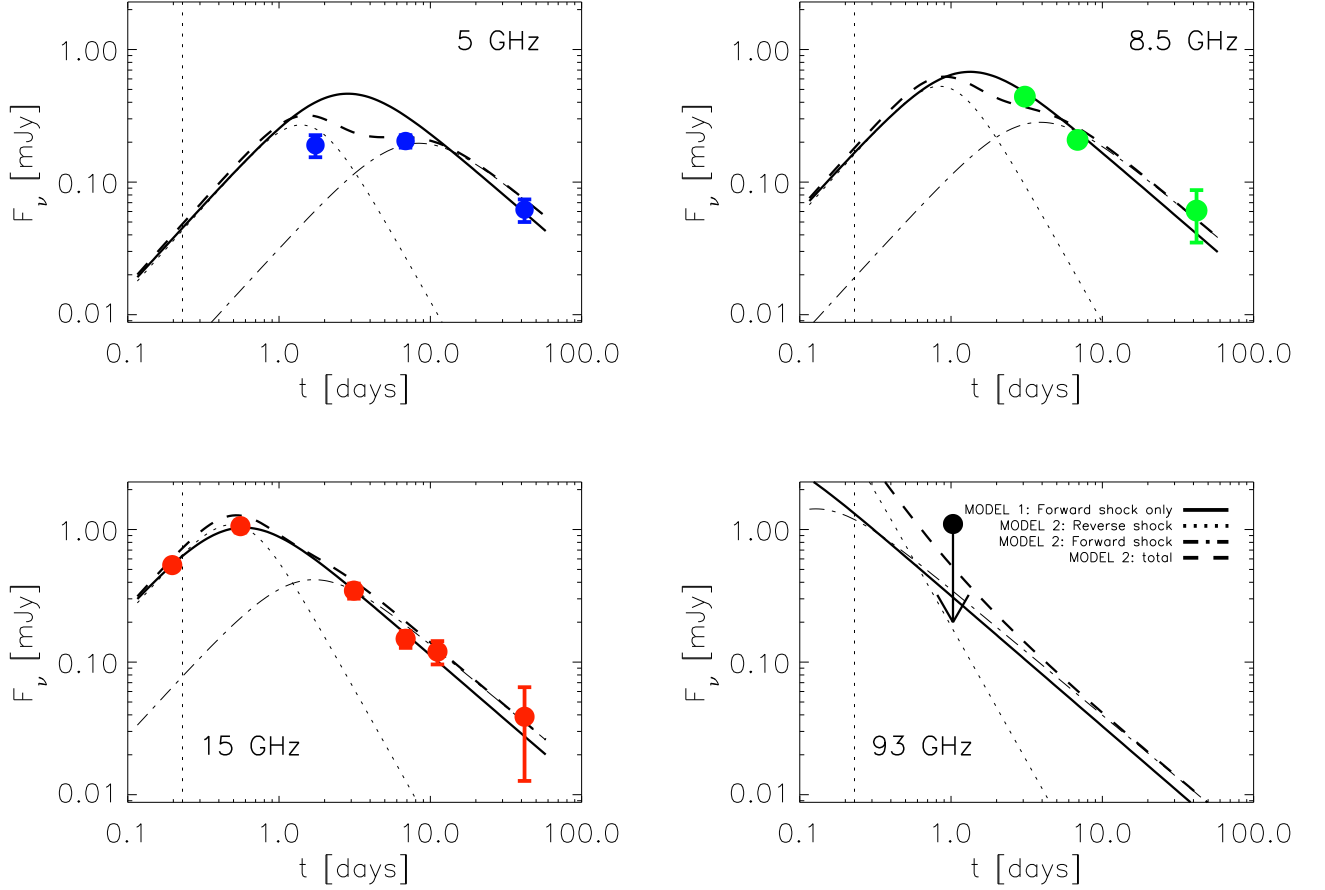 5 GHz
1.00
0.10
0.01
F_ν [mJy]
0.1 1.0 10.0 100.0
t [days]
8.5 GHz
1.00
0.10
0.01
F_ν [mJy]
0.1 1.0 10.0 100.0
t [days]
15 GHz
1.00
0.10
0.01
F_ν [mJy]
0.1 1.0 10.0 100.0
t [days]
MODEL 1: Forward shock only
MODEL 2: Reverse shock
MODEL 2: Forward shock
MODEL 2: total
93 GHz
1.00
0.10
0.01
F_ν [mJy]
0.1 1.0 10.0 100.0
t [days]